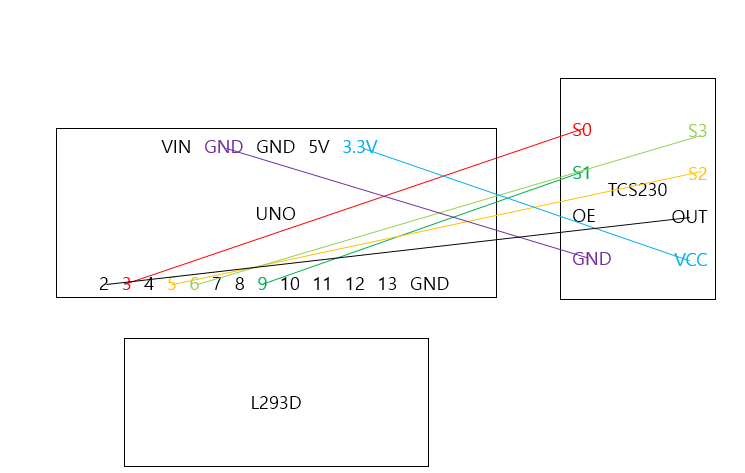 VIN GND GND 5V 3.3V
UNO
2 3 4 5 6 7 8 9 10 11 12 13 GND
S0 S3
S1 S2
TCS230
OE OUT
GND VCC
L293D